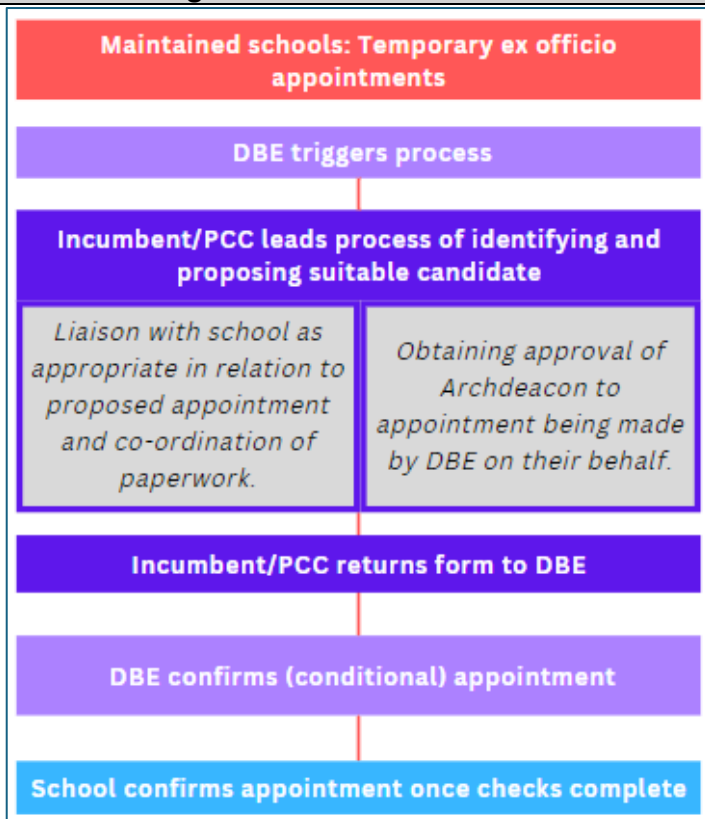 Maintained schools: Temporary ex officio
appointments
DBE triggers process
Incumbent/PCC leads process of identifying and
proposing suitable candidate
Liaison with school as
appropriate in relation to
proposed appointment
and co-ordination of
paperwork.
Obtaining approval of
Archdeacon to
appointment being made
by DBE on their behalf.
Incumbent/PCC returns form to DBE
DBE confirms (conditional) appointment
School confirms appointment once checks complete